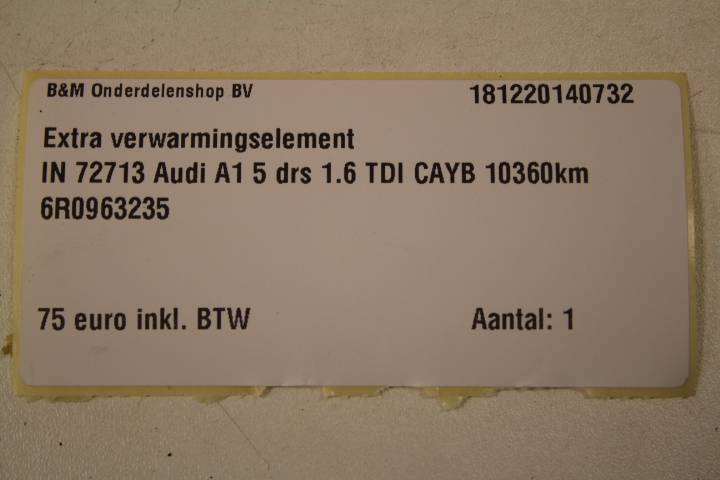 B&M Onderdelenshop BV 181220140732
Extra verwarmingselement
IN 72713 Audi A1 5 drs 1.6 TDI CAYB 10360km
6R0963235
75 euro inkl. BTW Aantal: 1